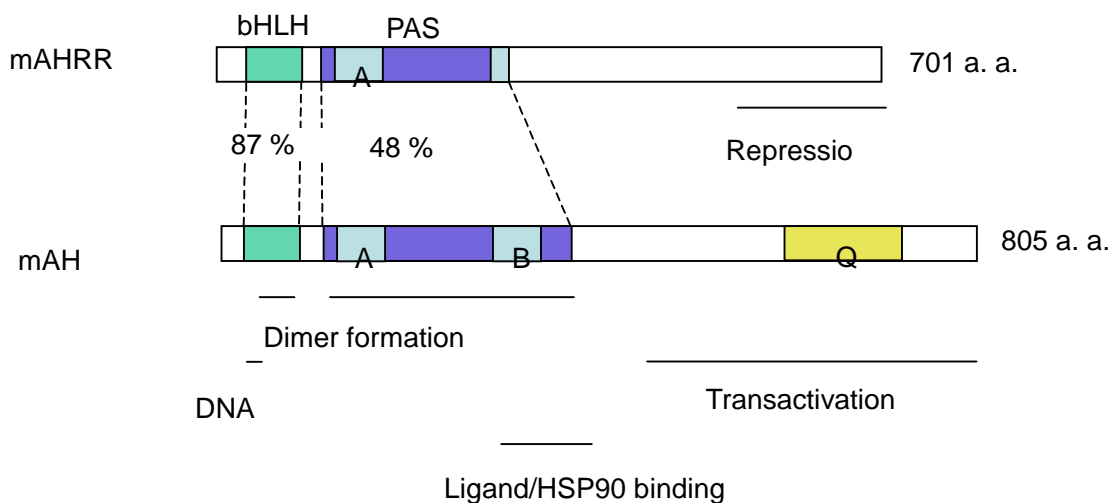 bHLH PAS
mAHRR 701 a. a.
A
87 % 48 %
Repressio
mAH 805 a. a.
A B Q
Dimer formation
DNA Transactivation
Ligand/HSP90 binding